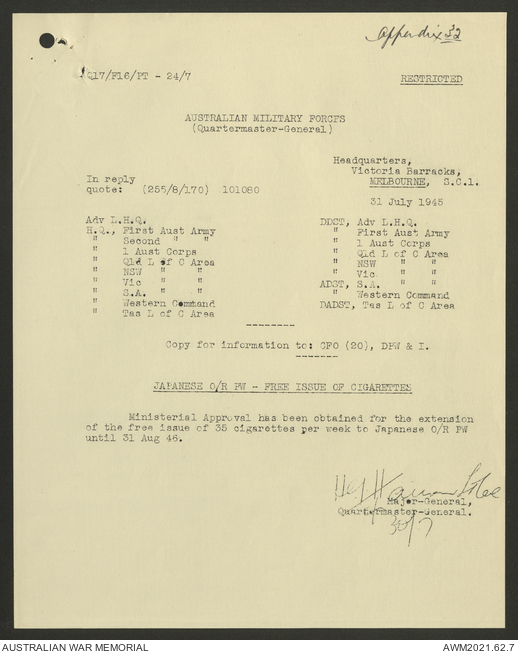 Appendix 32
Q17/F16/PT - 24/7
RESTRICTED
AUSTRALIAN MILITARY FORCES
(Quartermaster-General)
Headquarters,
Victoria Barracks,
MELBOURNE, S.C.1.
In reply
quote: (255/8/170) 101080
31 July 1945
Adv L.H.Q.
H.Q., First Aust Army
" Second " "
" 1 Aust Corps
" Qld L of C Area
" NSW " "
" Vic " "
" S.A. " "
" Western Command
" Tas L of C Area
DDST, Adv L.H.Q.
" First Aust Army
" 1 Aust Corps
" Qld L of C Area
" NSW " "
" Vic " "
ADST, S.A. " "
" Western Command
DADST, Tas L of C Area
--------
Copy for information to: CFO (20), DPW & I.
-------
JAPANESE O/R PW - FREE ISSUE OF CIGARETTES
Ministerial Approval has been obtained for the extension
of the free issue of 35 cigarettes per week to Japanese O/R PW
until 31 Aug 46.
Major-General,
Quartermaster-General.
30/7
AUSTRALIAN WAR MEMORIAL
AWM2021.62.7